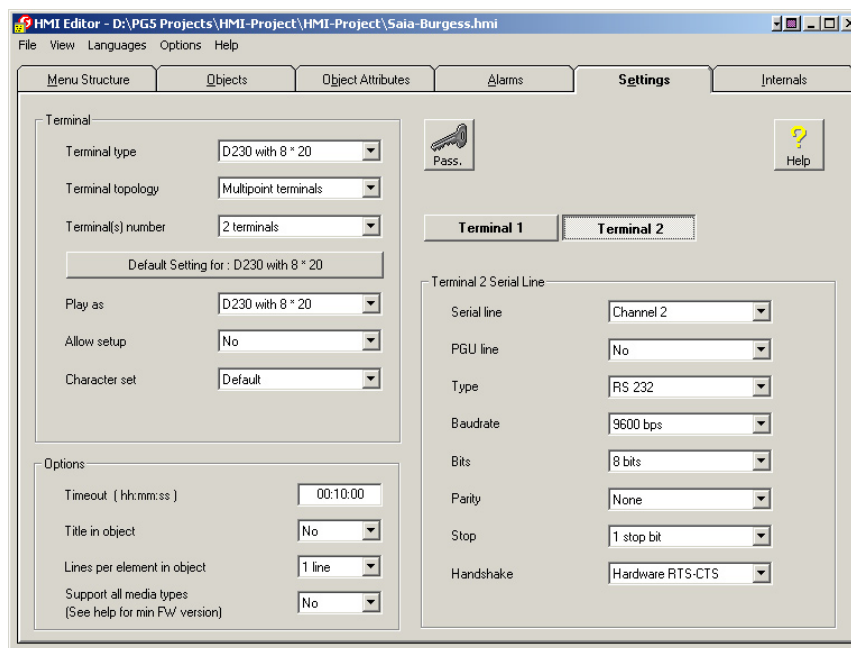 HMI Editor - D:\PG5 Projects\HMI-Project\HMI-Project\Saia-Burgess.hmi
File View Languages Options Help
Menu Structure Objects Object Attributes Alarms Settings Internals
Terminal
Terminal type D230 with 8 * 20
Terminal topology Multipoint terminals
Terminal(s) number 2 terminals
Default Setting for : D230 with 8 * 20
Play as D230 with 8 * 20
Allow setup No
Character set Default
Options
Timeout ( hh:mm:ss ) 00:10:00
Title in object No
Lines per element in object 1 line
Support all media types
(See help for min FW version) No
Pass.
Help
Terminal 1 Terminal 2
Terminal 2 Serial Line
Serial line Channel 2
PGU line No
Type RS 232
Baudrate 9600 bps
Bits 8 bits
Parity None
Stop 1 stop bit
Handshake Hardware RTS-CTS